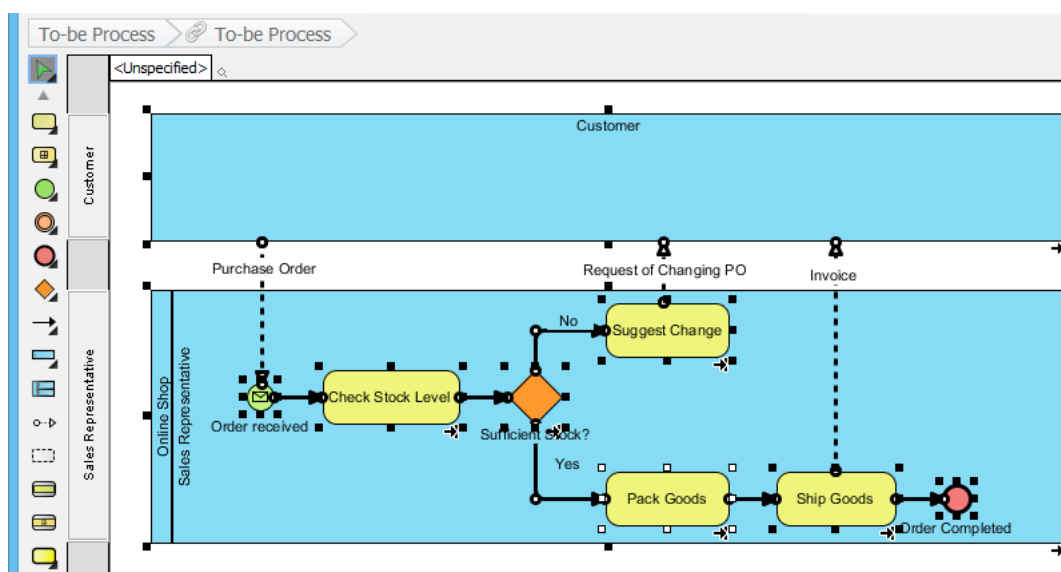 To-be Process To-be Process
<Unspecified>
Customer
Customer
Purchase Order
Request of Changing PO
Invoice
Sales Representative
Online Shop
Sales Representative
No
Suggest Change
Check Stock Level
Order received
Sufficient Stock?
Yes
Pack Goods
Ship Goods
Order Completed